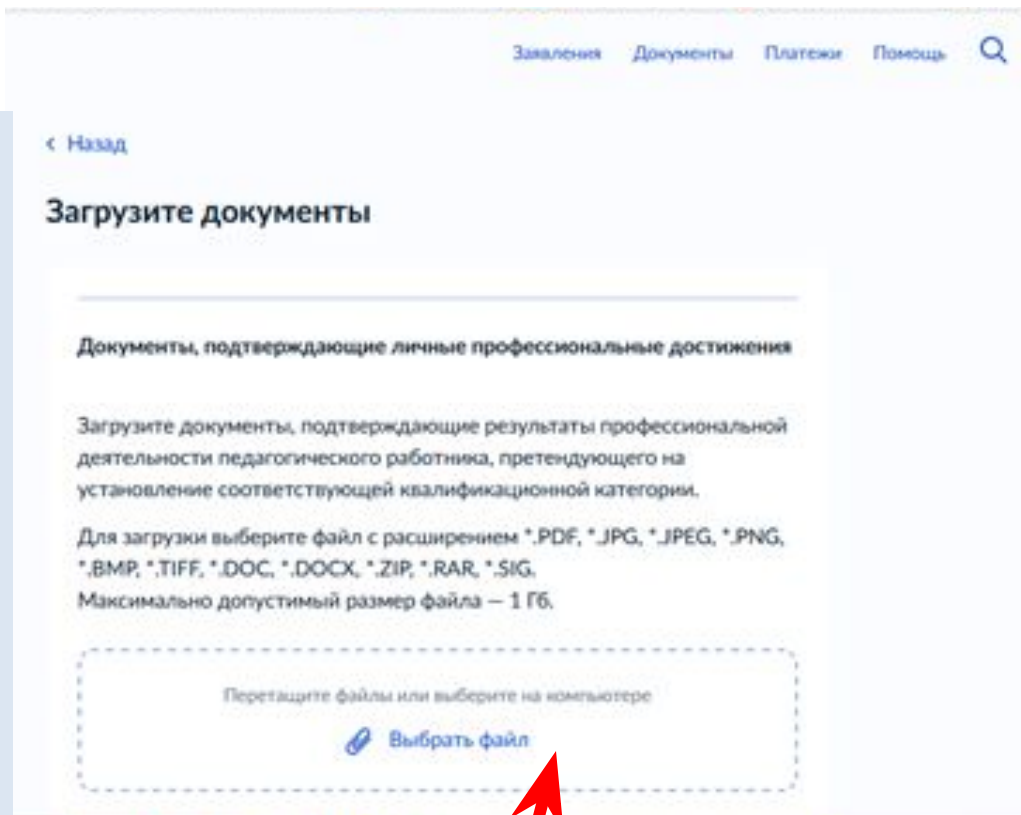 Заявления Документы Платежи Помощь
< Назад
Загрузите документы
Документы, подтверждающие личные профессиональные достижения
Загрузите документы, подтверждающие результаты профессиональной
деятельности педагогического работника, претендующего на
установление соответствующей квалификационной категории.
Для загрузки выберите файл с расширением *.PDF, *.JPG, *.JPEG, *.PNG,
*.BMP, *.TIFF, *.DOC, *.DOCX, *.ZIP, *.RAR, *.SIG.
Максимально допустимый размер файла — 1 Гб.
Перетащите файлы или выберите на компьютере
Выбрать файл